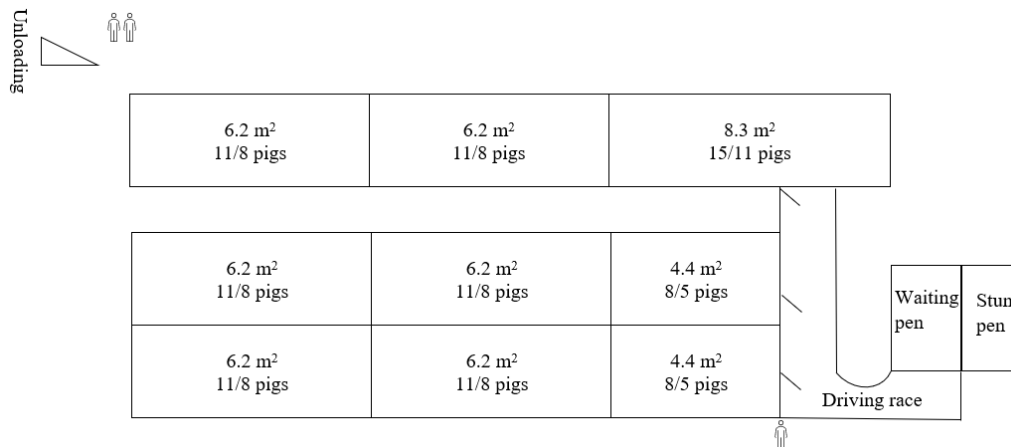 Unloading
6.2 m²
11/8 pigs
6.2 m²
11/8 pigs
8.3 m²
15/11 pigs
6.2 m²
11/8 pigs
6.2 m²
11/8 pigs
4.4 m²
8/5 pigs
6.2 m²
11/8 pigs
6.2 m²
11/8 pigs
4.4 m²
8/5 pigs
Waiting
pen
Stun
pen
Driving race